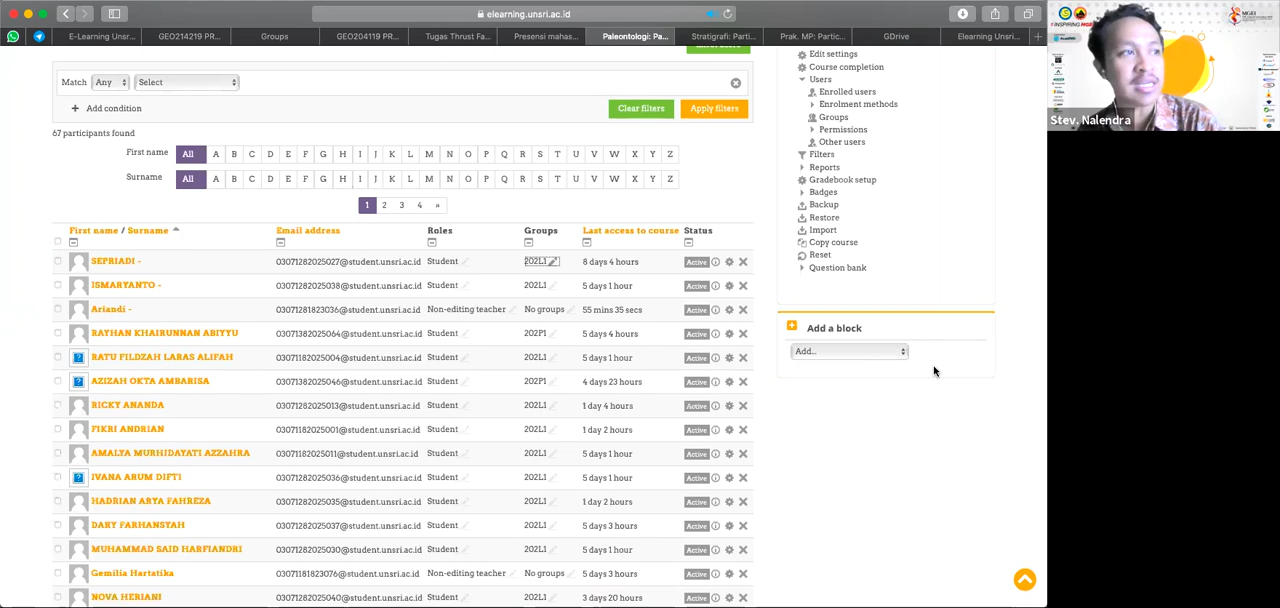 elearning.unsri.ac.id
E-Learning Unsr...
GEO214219 PR...
Groups
Tugas Thrust Fa...
Presensi mahas...
Paleontologi: Pa...
Stratigrafi: Parti...
Prak. MP: Partic...
GDrive
Elearning Unsri...
Match Any Select
Add condition
Clear filters
Apply filters
67 participants found
First name All A B C D E F G H I J K L M N O P Q R S T U V W X Y Z
Surname All A B C D E F G H I J K L M N O P Q R S T U V W X Y Z
1 2 3 4 »
First name / Surname Email address Roles Groups Last access to course Status
SEPRIADI - 03071282025027@student.unsri.ac.id Student 202L1 8 days 4 hours Active
ISMARYANTO - 03071282025038@student.unsri.ac.id Student 202L1 5 days 1 hour Active
Ariandi - 03071281823036@student.unsri.ac.id Non-editing teacher No groups 55 mins 35 secs Active
RAYHAN KHAIRUNNAN ABIYYU 03071382025064@student.unsri.ac.id Student 202P1 5 days 4 hours Active
RATU FILDZAH LARAS ALIFAH 03071182025004@student.unsri.ac.id Student 202L1 5 days 1 hour Active
AZIZAH OKTA AMBARISA 03071382025046@student.unsri.ac.id Student 202P1 4 days 23 hours Active
RICKY ANANDA 03071282025013@student.unsri.ac.id Student 202L1 1 day 4 hours Active
FIKRI ANDRIAN 03071182025001@student.unsri.ac.id Student 202L1 1 day 2 hours Active
AMALYA MURHIDAYATI AZZAHRA 03071182025011@student.unsri.ac.id Student 202L1 5 days 1 hour Active
IVANA ARUM DIFTI 03071282025036@student.unsri.ac.id Student 202L1 5 days 1 hour Active
HADRIAN ARYA FAHREZA 03071282025035@student.unsri.ac.id Student 202L1 1 day 2 hours Active
DARY FARHANSYAH 03071282025037@student.unsri.ac.id Student 202L1 5 days 3 hours Active
MUHAMMAD SAID HARFIANDRI 03071282025030@student.unsri.ac.id Student 202L1 5 days 1 hour Active
Gemilia Hartatika 03071181823076@student.unsri.ac.id Non-editing teacher No groups 5 days 3 hours Active
NOVA HERIANI 03071282025040@student.unsri.ac.id Student 202L1 3 days 20 hours Active
Edit settings
Course completion
Users
Enrolled users
Enrolment methods
Groups
Permissions
Other users
Filters
Reports
Gradebook setup
Badges
Backup
Restore
Import
Copy course
Reset
Question bank
Add a block
Add...
Stev. Nalendra